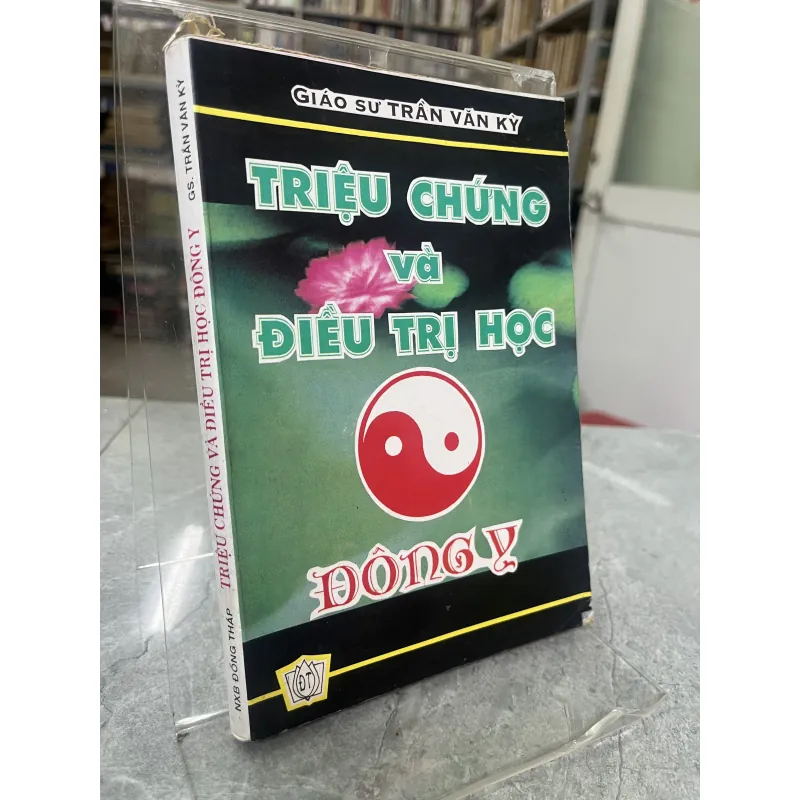 GIÁO SƯ TRẦN VĂN KỲ
TRIỆU CHỨNG
và
ĐIỀU TRỊ HỌC
ĐÔNG Y
ĐT
GS. TRẦN VĂN KỲ
TRIỆU CHỨNG VÀ ĐIỀU TRỊ HỌC ĐÔNG Y
NXB ĐỒNG THÁP